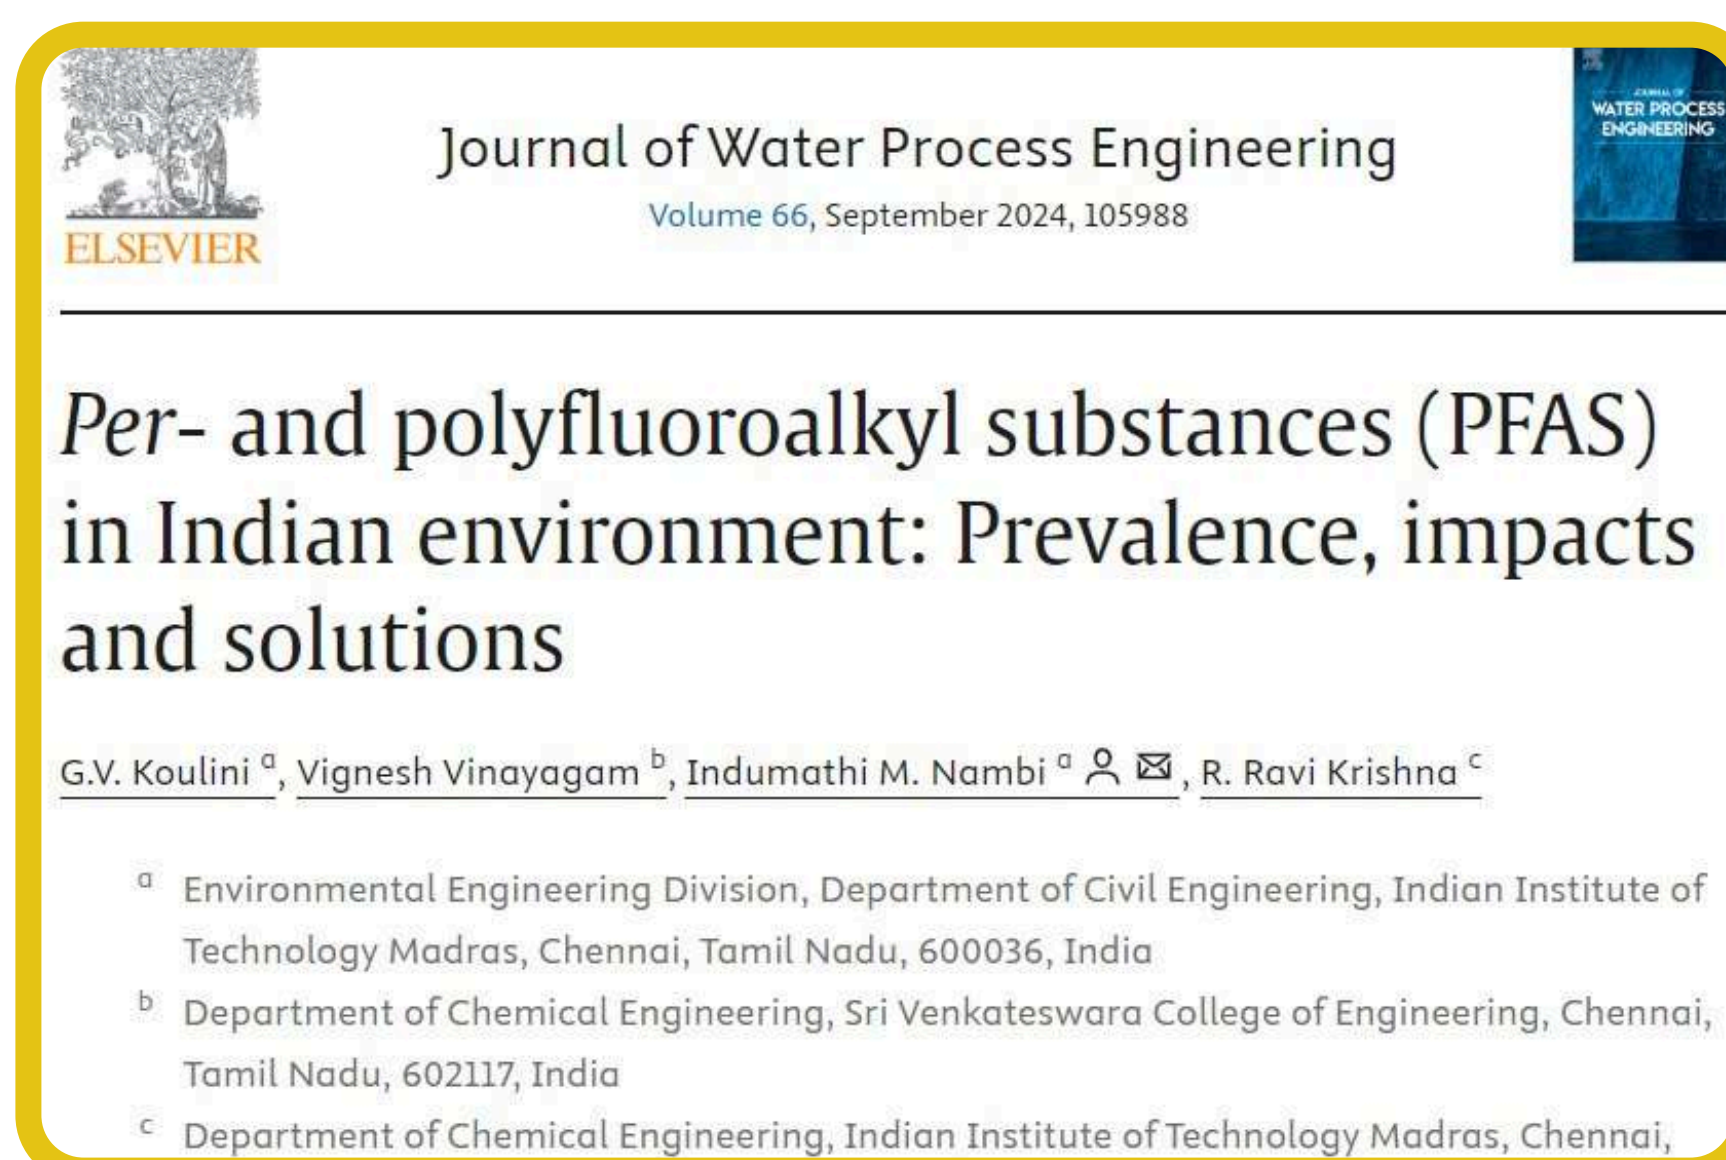 ELSEVIER
Journal of Water Process Engineering
Volume 66, September 2024, 105988
JOURNAL OF
WATER PROCESS
ENGINEERING
Per- and polyfluoroalkyl substances (PFAS)
in Indian environment: Prevalence, impacts
and solutions
G.V. Koulini a, Vignesh Vinayagam b, Indumathi M. Nambi a, R. Ravi Krishna c
a Environmental Engineering Division, Department of Civil Engineering, Indian Institute of
Technology Madras, Chennai, Tamil Nadu, 600036, India
b Department of Chemical Engineering, Sri Venkateswara College of Engineering, Chennai,
Tamil Nadu, 602117, India
c Department of Chemical Engineering, Indian Institute of Technology Madras, Chennai,